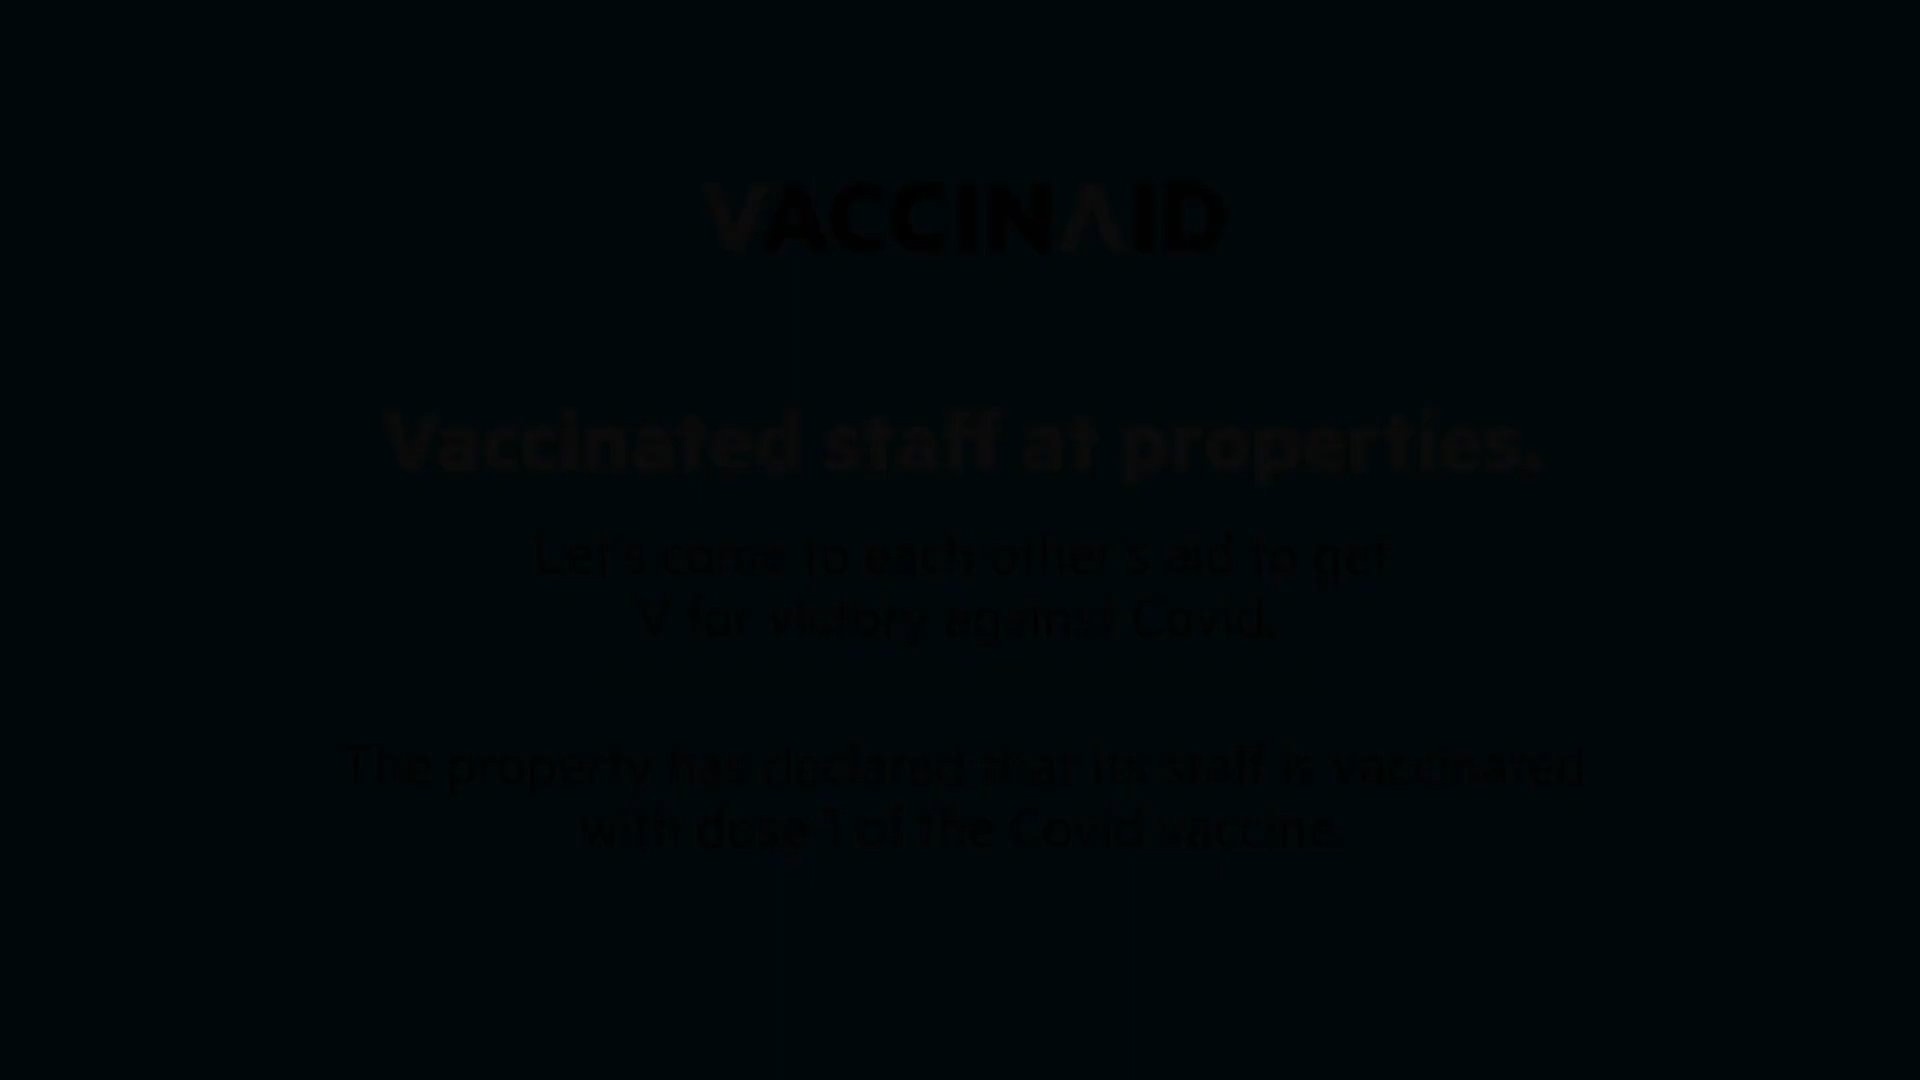 VACCINAID
Vaccinated staff at properties.
Let's come to each other's aid to get
V for victory against Covid.
The property has declared that its staff is vaccinated
with dose 1 of the Covid vaccine.